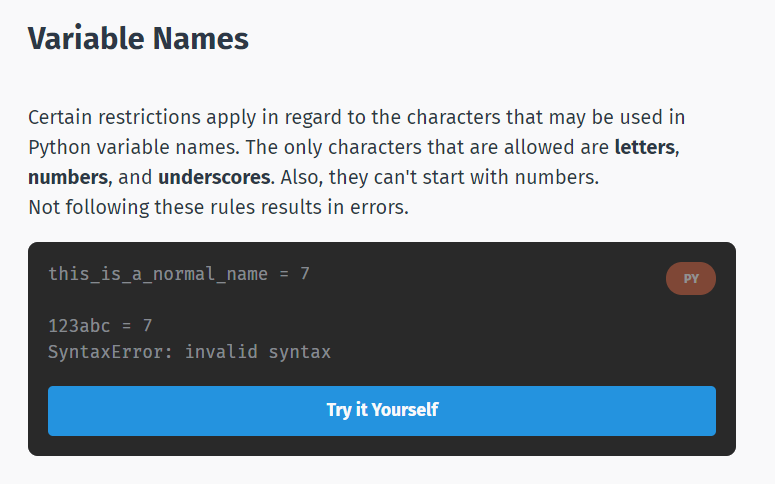 Variable Names
Certain restrictions apply in regard to the characters that may be used in
Python variable names. The only characters that are allowed are letters,
numbers, and underscores. Also, they can't start with numbers.
Not following these rules results in errors.
this_is_a_normal_name = 7
PY
123abc = 7
SyntaxError: invalid syntax
Try it Yourself